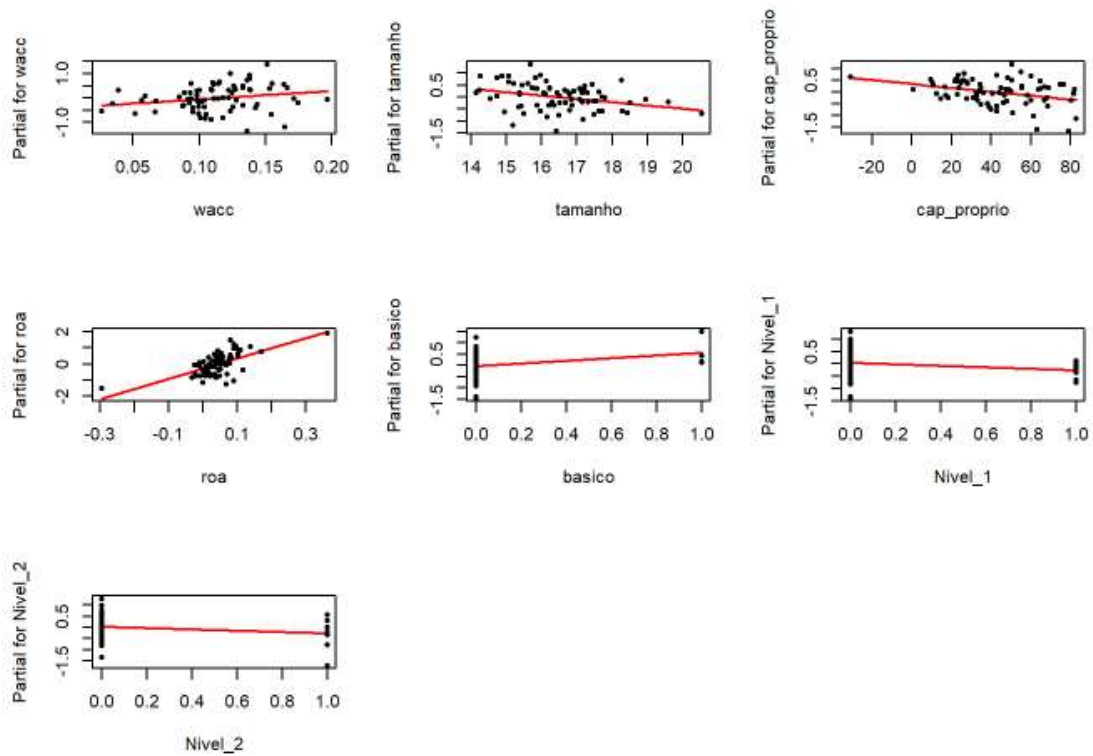 Partial for wacc
-1.0 1.0
0.05 0.10 0.15 0.20
wacc
Partial for tamanho
-1.5 0.5
14 15 16 17 18 19 20
tamanho
Partial for cap_proprio
-1.5 0.5
-20 0 20 40 60 80
cap_proprio
Partial for roa
-2 0 2
-0.3 -0.1 0.1 0.3
roa
Partial for basico
-1.5 0.5
0.0 0.2 0.4 0.6 0.8 1.0
basico
Partial for Nivel_1
-1.5 0.5
0.0 0.2 0.4 0.6 0.8 1.0
Nivel_1
Partial for Nivel_2
-1.5 0.5
0.0 0.2 0.4 0.6 0.8 1.0
Nivel_2